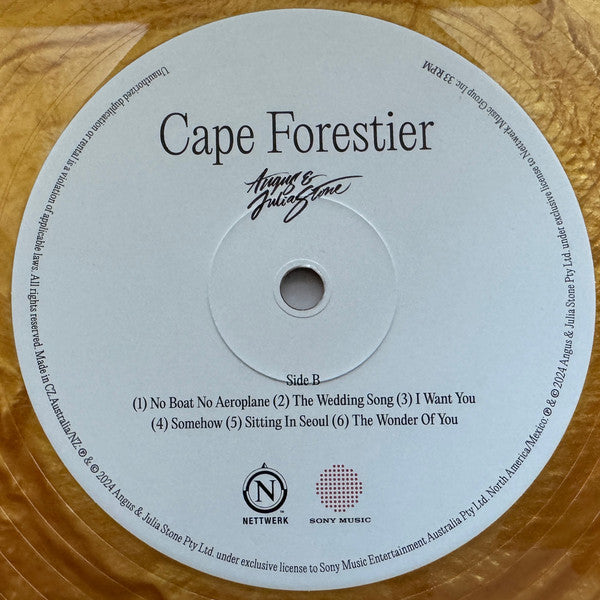 Cape Forestier
Angus &
Julia Stone
Side B
(1) No Boat No Aeroplane (2) The Wedding Song (3) I Want You
(4) Somehow (5) Sitting In Seoul (6) The Wonder Of You
N
NETTWERK
SONY MUSIC
Unauthorized duplication or rental is a violation of applicable laws. All rights reserved. Made in CZ. Australia/NZ: ℗ & © 2024 Angus & Julia Stone Pty Ltd. under exclusive license to Sony Music Entertainment Australia Pty Ltd. North America/Mexico: ℗ & © 2024 Angus & Julia Stone Pty Ltd. under exclusive license to Nettwerk Music Group Inc. 33 RPM